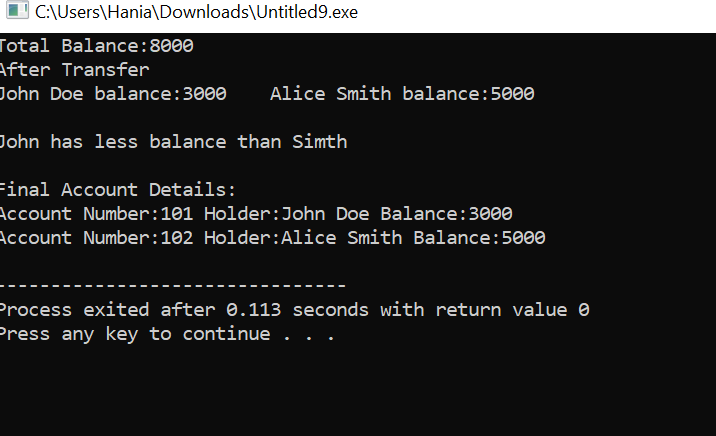 C:\Users\Hania\Downloads\Untitled9.exe
Total Balance:8000
After Transfer
John Doe balance:3000    Alice Smith balance:5000
John has less balance than Simth
Final Account Details:
Account Number:101 Holder:John Doe Balance:3000
Account Number:102 Holder:Alice Smith Balance:5000
--------------------------------
Process exited after 0.113 seconds with return value 0
Press any key to continue . . .